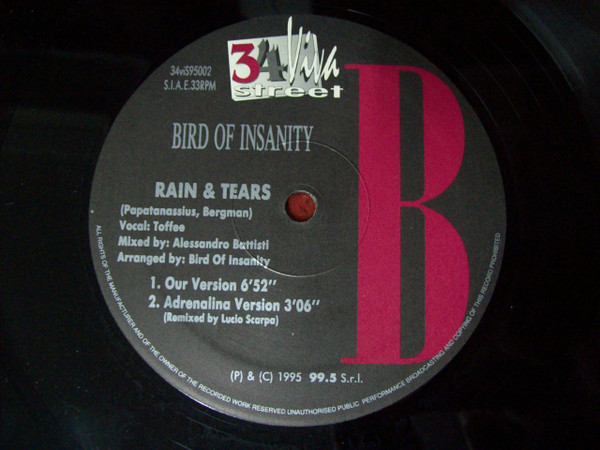 34 Viva
street
34viS95002
S.I.A.E.33RPM
BIRD OF INSANITY
B
RAIN & TEARS
(Papatanassius, Bergman)
Vocal: Toffee
Mixed by: Alessandro Battisti
Arranged by: Bird Of Insanity
1. Our Version 6'52"
2. Adrenalina Version 3'06"
(Remixed by Lucio Scarpa)
(P) & (C) 1995 99.5 S.r.l.
ALL RIGHTS OF THE MANUFACTURER AND OF THE OWNER OF THE RECORDED WORK RESERVED UNAUTHORISED PUBLIC PERFORMANCE BROADCASTING AND COPYING OF THIS RECORD PROHIBITED